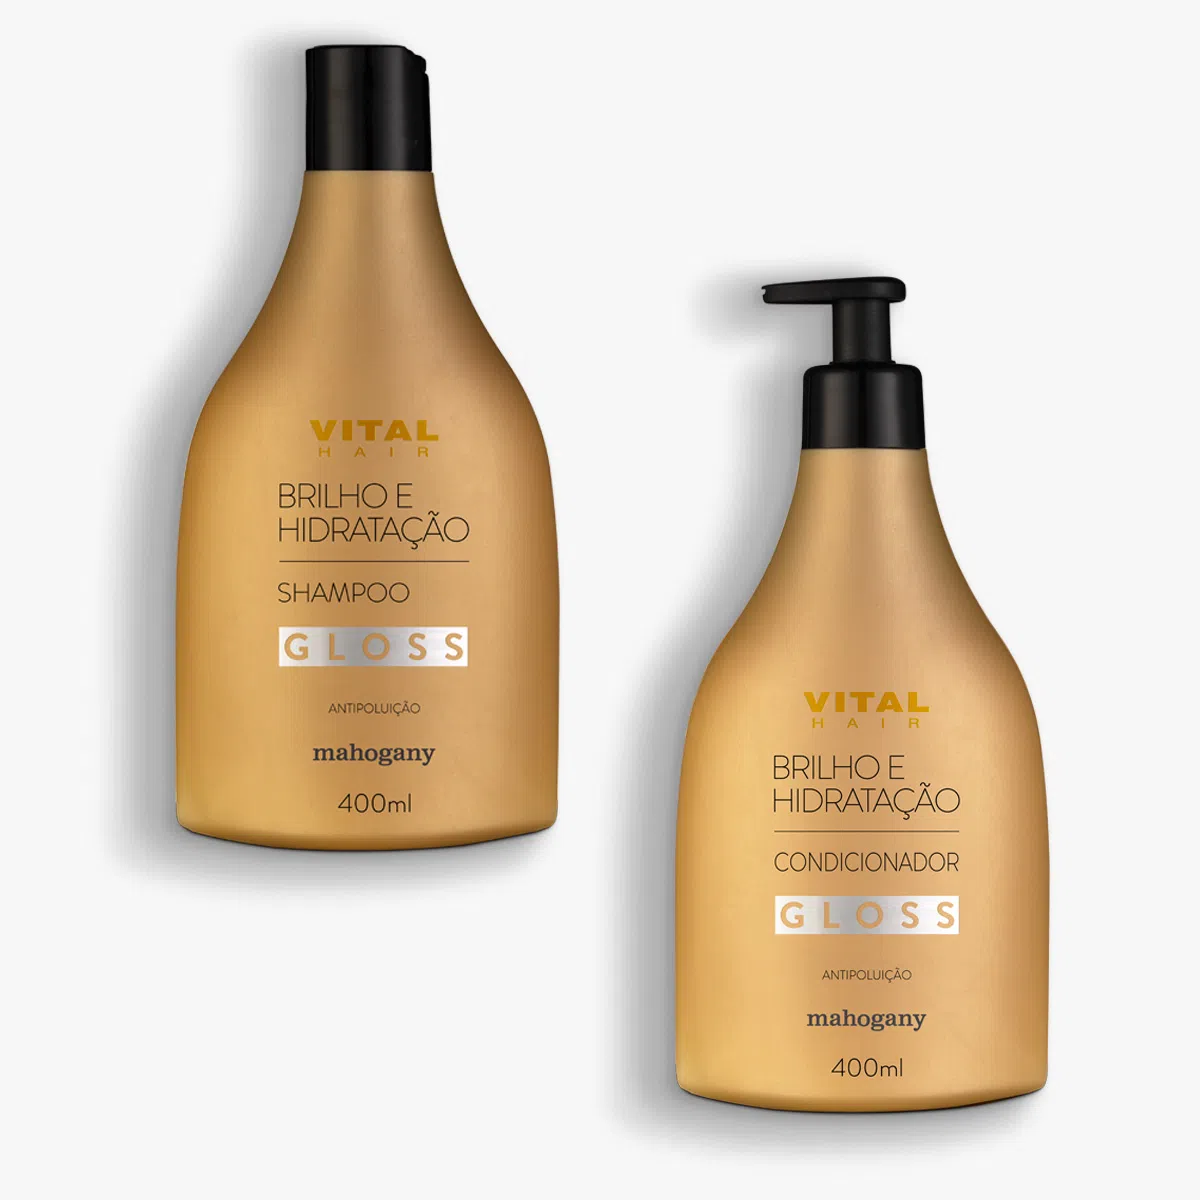 VITAL
HAIR
BRILHO E
HIDRATAÇÃO
SHAMPOO
GLOSS
ANTIPOLUIÇÃO
mahogany
400ml
VITAL
HAIR
BRILHO E
HIDRATAÇÃO
CONDICIONADOR
GLOSS
ANTIPOLUIÇÃO
mahogany
400ml